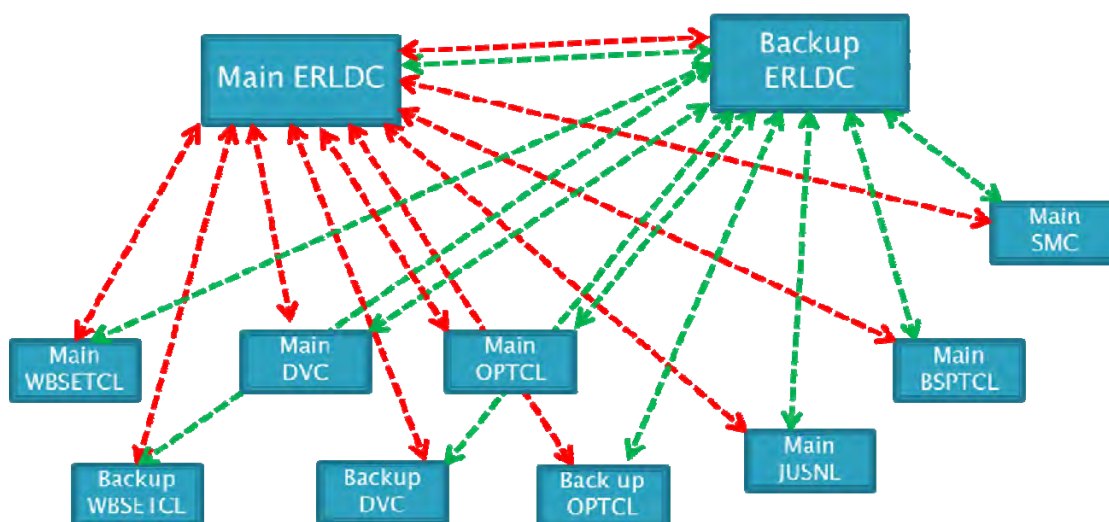 Main ERLDC
Backup
ERLDC
Main
SMC
Main
WBSETCL
Main
DVC
Main
OPTCL
Main
BSPTCL
Backup
WBSETCL
Backup
DVC
Back up
OPTCL
Main
JUSNL